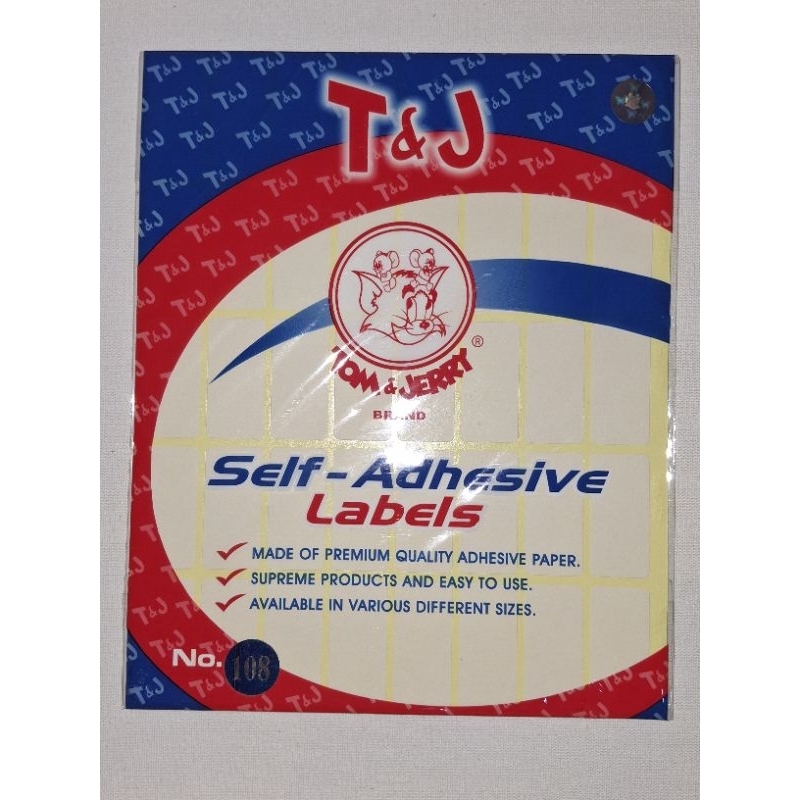 T&J
TOM & JERRY ®
BRAND
Self-Adhesive
Labels
MADE OF PREMIUM QUALITY ADHESIVE PAPER.
SUPREME PRODUCTS AND EASY TO USE.
AVAILABLE IN VARIOUS DIFFERENT SIZES.
No. 108